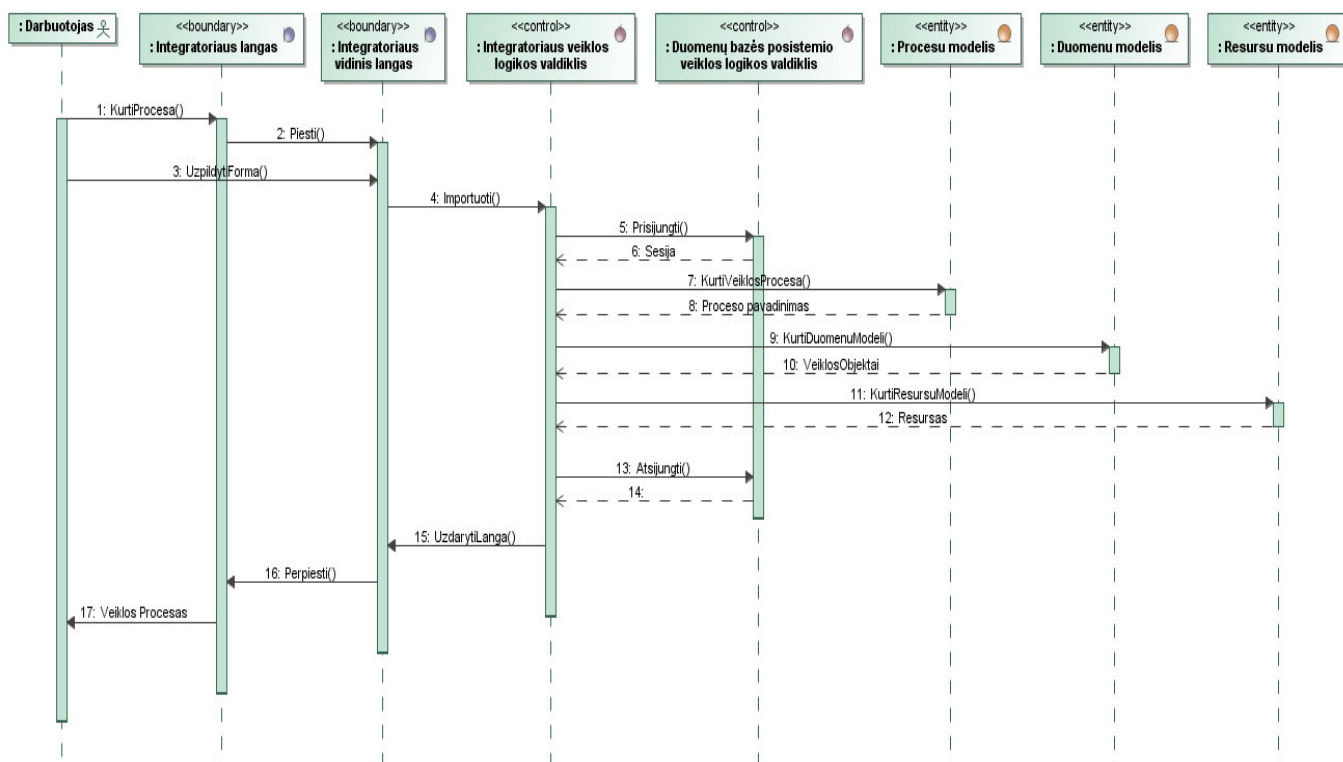 : Darbuotojas
<<boundary>>
: Integratoriaus langas
<<boundary>>
: Integratoriaus
vidinis langas
<<control>>
: Integratoriaus veiklos
logikos valdiklis
<<control>>
: Duomenų bazės posistemio
veiklos logikos valdiklis
<<entity>>
: Procesu modelis
<<entity>>
: Duomenu modelis
<<entity>>
: Resursu modelis
1: KurtiProcesa()
2: Piesti()
3: UzpildytiForma()
4: Importuoti()
5: Prisijungti()
6: Sesija
7: KurtiVeiklosProcesa()
8: Proceso pavadinimas
9: KurtiDuomenuModeli()
10: VeiklosObjektai
11: KurtiResursuModeli()
12: Resursas
13: Atsijungti()
14:
15: UzdarytiLanga()
16: Perpiesti()
17: Veiklos Procesas